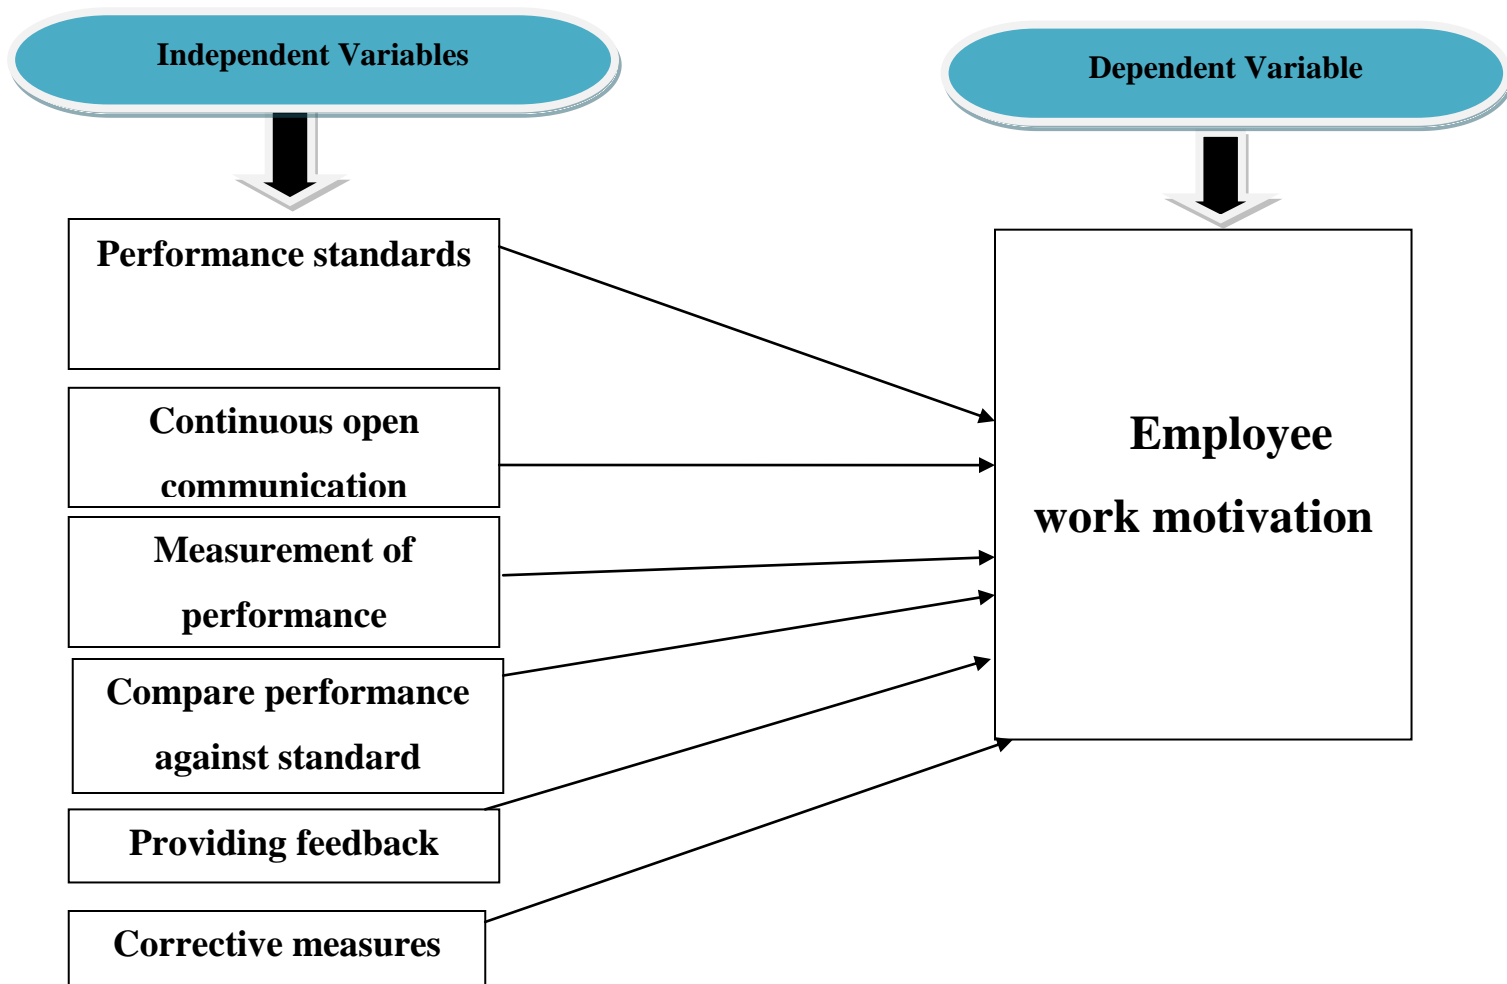 Independent Variables
Dependent Variable
Performance standards
Continuous open
communication
Measurement of
performance
Compare performance
against standard
Providing feedback
Corrective measures
Employee
work motivation